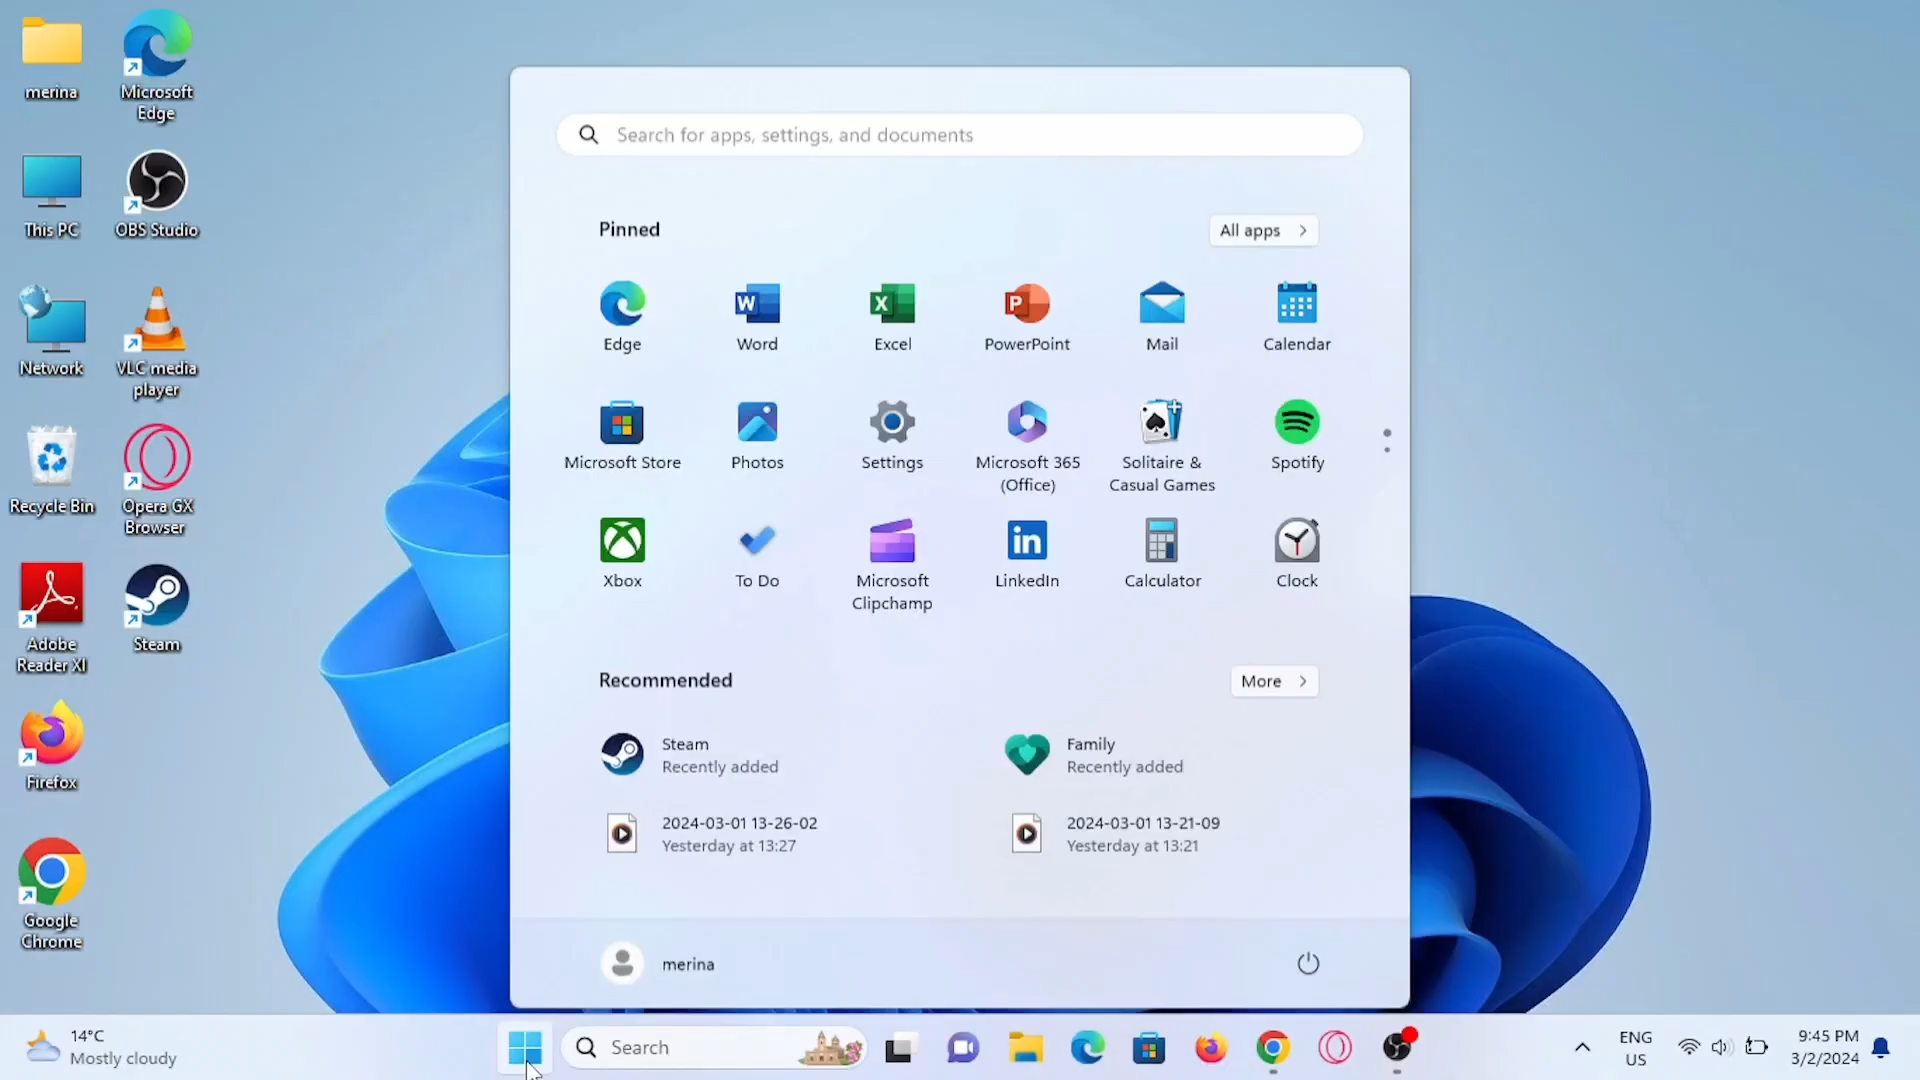 merina
Microsoft
Edge
This PC
OBS Studio
Network
VLC media
player
Recycle Bin
Opera GX
Browser
Adobe
Reader XI
Steam
Firefox
Google
Chrome
Search for apps, settings, and documents
Pinned
All apps
Edge
Word
Excel
PowerPoint
Mail
Calendar
Microsoft Store
Photos
Settings
Microsoft 365
(Office)
Solitaire &
Casual Games
Spotify
Xbox
To Do
Microsoft
Clipchamp
LinkedIn
Calculator
Clock
Recommended
More
Steam
Recently added
Family
Recently added
2024-03-01 13-26-02
Yesterday at 13:27
2024-03-01 13-21-09
Yesterday at 13:21
merina
14°C
Mostly cloudy
Search
ENG
US
9:45 PM
3/2/2024